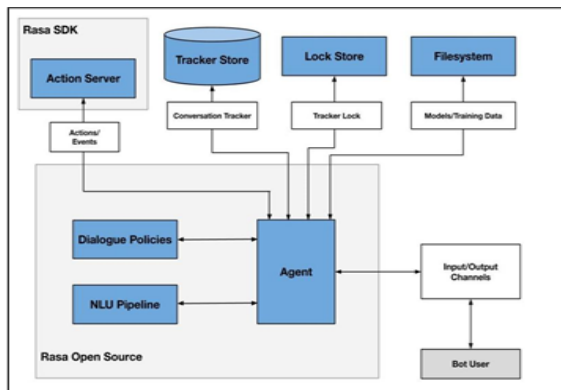 Rasa SDK
Action Server
Tracker Store
Lock Store
Filesystem
Actions/
Events
Conversation Tracker
Tracker Lock
Models/Training Data
Dialogue Policies
NLU Pipeline
Agent
Input/Output
Channels
Rasa Open Source
Bot User